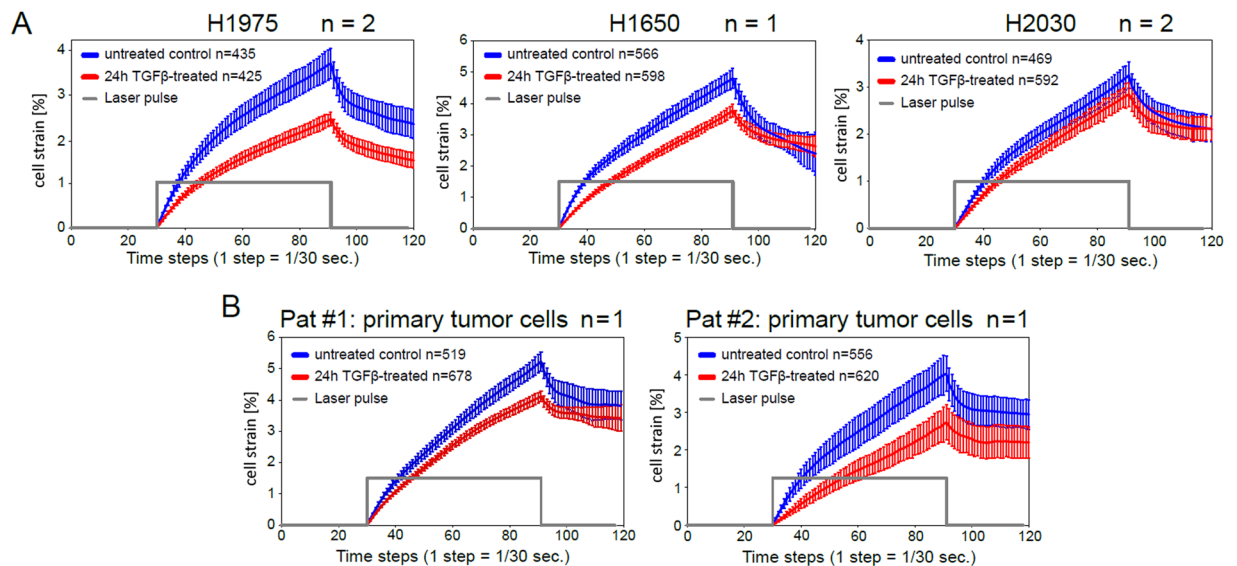 A
H1975 n = 2
cell strain [%]
4
3
2
1
0
untreated control n=435
24h TGFβ-treated n=425
Laser pulse
0 20 40 60 80 100 120
Time steps (1 step = 1/30 sec.)
H1650 n = 1
cell strain [%]
6
5
4
3
2
1
0
untreated control n=566
24h TGFβ-treated n=598
Laser pulse
0 20 40 60 80 100 120
Time steps (1 step = 1/30 sec.)
H2030 n = 2
cell strain [%]
4
3
2
1
0
untreated control n=469
24h TGFβ-treated n=592
Laser pulse
0 20 40 60 80 100 120
Time steps (1 step = 1/30 sec.)
B
Pat #1: primary tumor cells n=1
cell strain [%]
6
5
4
3
2
1
0
untreated control n=519
24h TGFβ-treated n=678
Laser pulse
0 20 40 60 80 100 120
Time steps (1 step = 1/30 sec.)
Pat #2: primary tumor cells n=1
cell strain [%]
5
4
3
2
1
0
untreated control n=556
24h TGFβ-treated n=620
Laser pulse
0 20 40 60 80 100 120
Time steps (1 step = 1/30 sec.)